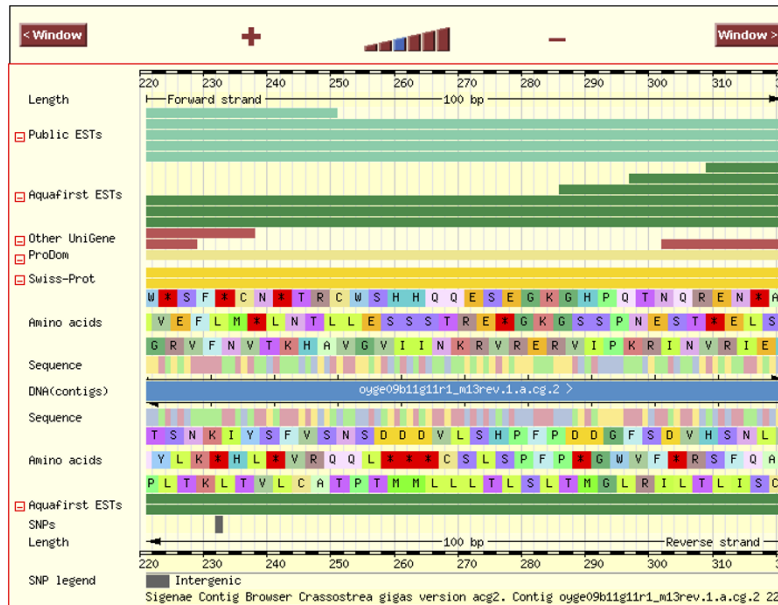 < Window + − Window >
220 230 240 250 260 270 280 290 300 310
Length Forward strand 100 bp
Public ESTs
Aquafirst ESTs
Other UniGene
ProDom
Swiss-Prot
W * S F * C N * T R C W S H H Q Q E S E G K G H P Q T N Q R E N * A
Amino acids V E F L M * L N T L L E S S S T R E * G K G S S P N E S T * E L S
G R V F N V T K H A V G V I I N K R V R E R V I P K R I N V R I E
Sequence
DNA(contigs) oyge09b11g11r1_m13rev.1.a.cg.2 >
Sequence
T S N K I Y S F V S N S D D D V L S H P F P D D G F S D V H S N L
Amino acids Y L K * H L * V R Q Q L * * * C S L S P F P * G W V F * R S F Q A
P L T K L T V L C A T P T M M L L L T L S L T M G L R I L T L I S C
Aquafirst ESTs
SNPs
Length 100 bp Reverse strand
220 230 240 250 260 270 280 290 300 310
SNP legend Intergenic
Sigenae Contig Browser Crassostrea gigas version acg2. Contig oyge09b11g11r1_m13rev.1.a.cg.2 22